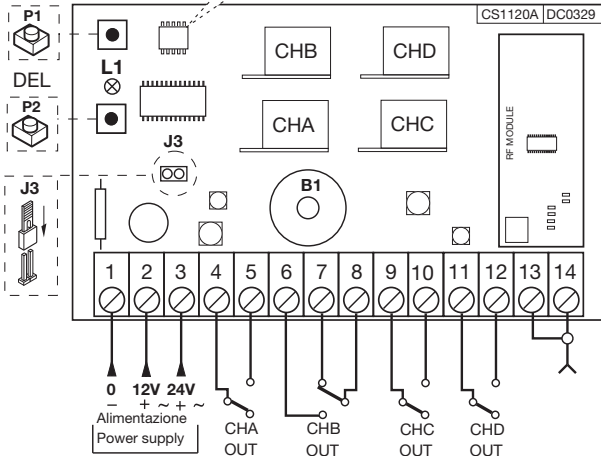 P1
CS1120A DC0329
L1
CHB CHD
DEL
P2
CHA CHC
J3
RF MODULE
J3
B1
1 2 3 4 5 6 7 8 9 10 11 12 13 14
0 12V 24V
– + ~ + ~
Alimentazione
Power supply
CHA OUT
CHB OUT
CHC OUT
CHD OUT